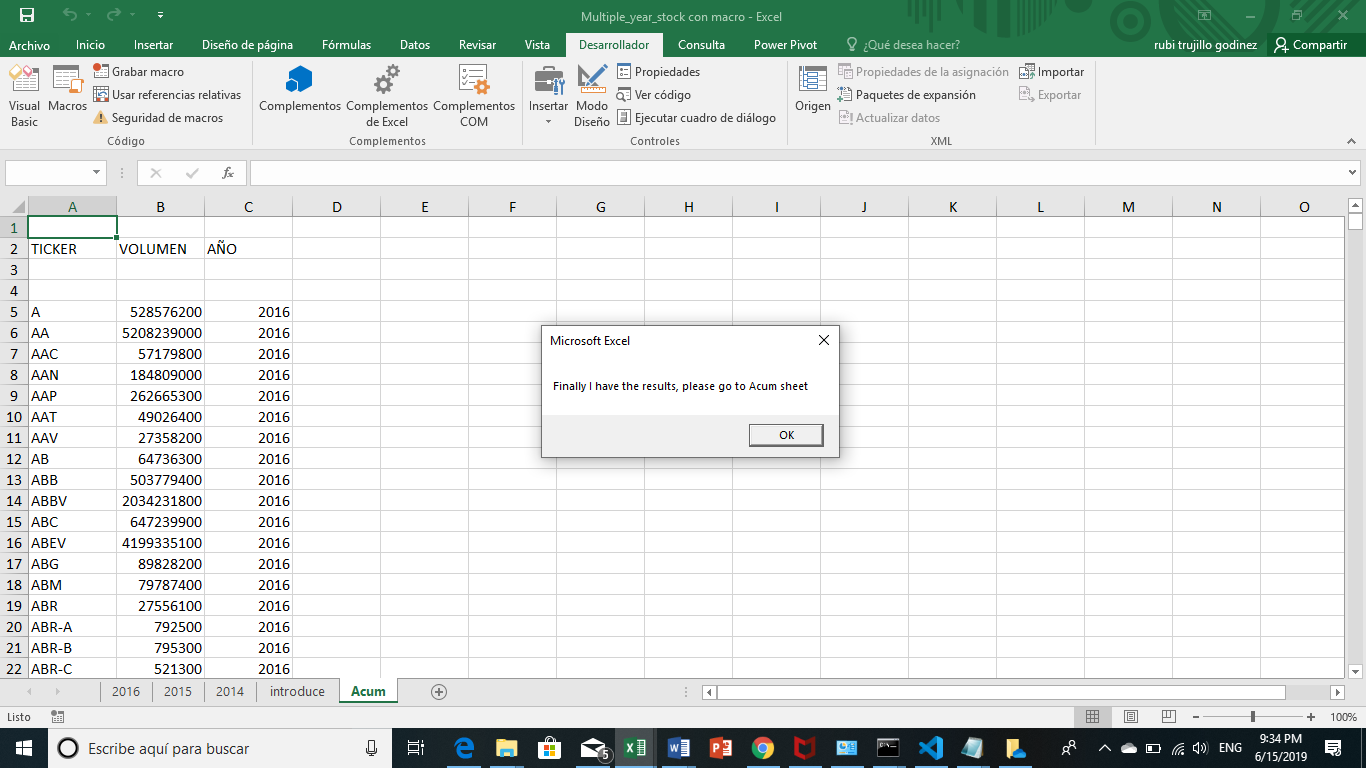 Multiple_year_stock con macro - Excel
Archivo Inicio Insertar Diseño de página Fórmulas Datos Revisar Vista Desarrollador Consulta Power Pivot ¿Qué desea hacer? rubi trujillo godinez Compartir
Visual Basic
Macros
Grabar macro
Usar referencias relativas
Seguridad de macros
Código
Complementos
Complementos de Excel
Complementos COM
Complementos
Insertar
Modo Diseño
Propiedades
Ver código
Ejecutar cuadro de diálogo
Controles
Origen
Propiedades de la asignación
Paquetes de expansión
Actualizar datos
Importar
Exportar
XML
fx
A B C D E F G H I J K L M N O
1
2 TICKER VOLUMEN AÑO
3
4
5 A 528576200 2016
6 AA 5208239000 2016
7 AAC 57179800 2016
8 AAN 184809000 2016
9 AAP 262665300 2016
10 AAT 49026400 2016
11 AAV 27358200 2016
12 AB 64736300 2016
13 ABB 503779400 2016
14 ABBV 2034231800 2016
15 ABC 647239900 2016
16 ABEV 4199335100 2016
17 ABG 89828200 2016
18 ABM 79787400 2016
19 ABR 27556100 2016
20 ABR-A 792500 2016
21 ABR-B 795300 2016
22 ABR-C 521300 2016
Microsoft Excel
Finally I have the results, please go to Acum sheet
OK
2016 2015 2014 introduce Acum
Listo
100%
Escribe aquí para buscar
5
ENG
9:34 PM
6/15/2019